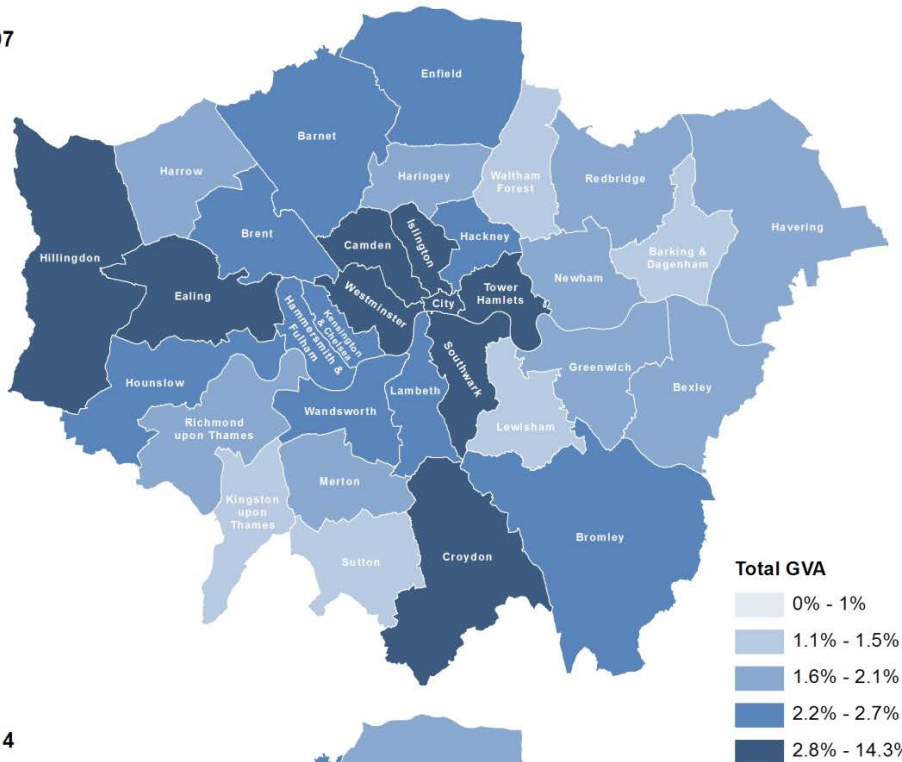 97
Enfield
Barnet
Harrow
Haringey
Waltham
Forest
Redbridge
Havering
Brent
Camden
Islington
Hackney
Barking &
Dagenham
Hillingdon
Ealing
Westminster
City
Tower
Hamlets
Newham
Kensington
& Chelsea
Hammersmith &
Fulham
Southwark
Greenwich
Bexley
Hounslow
Lambeth
Richmond
upon Thames
Wandsworth
Lewisham
Merton
Kingston
upon
Thames
Sutton
Croydon
Bromley
Total GVA
0% - 1%
1.1% - 1.5%
1.6% - 2.1%
2.2% - 2.7%
2.8% - 14.3%
4